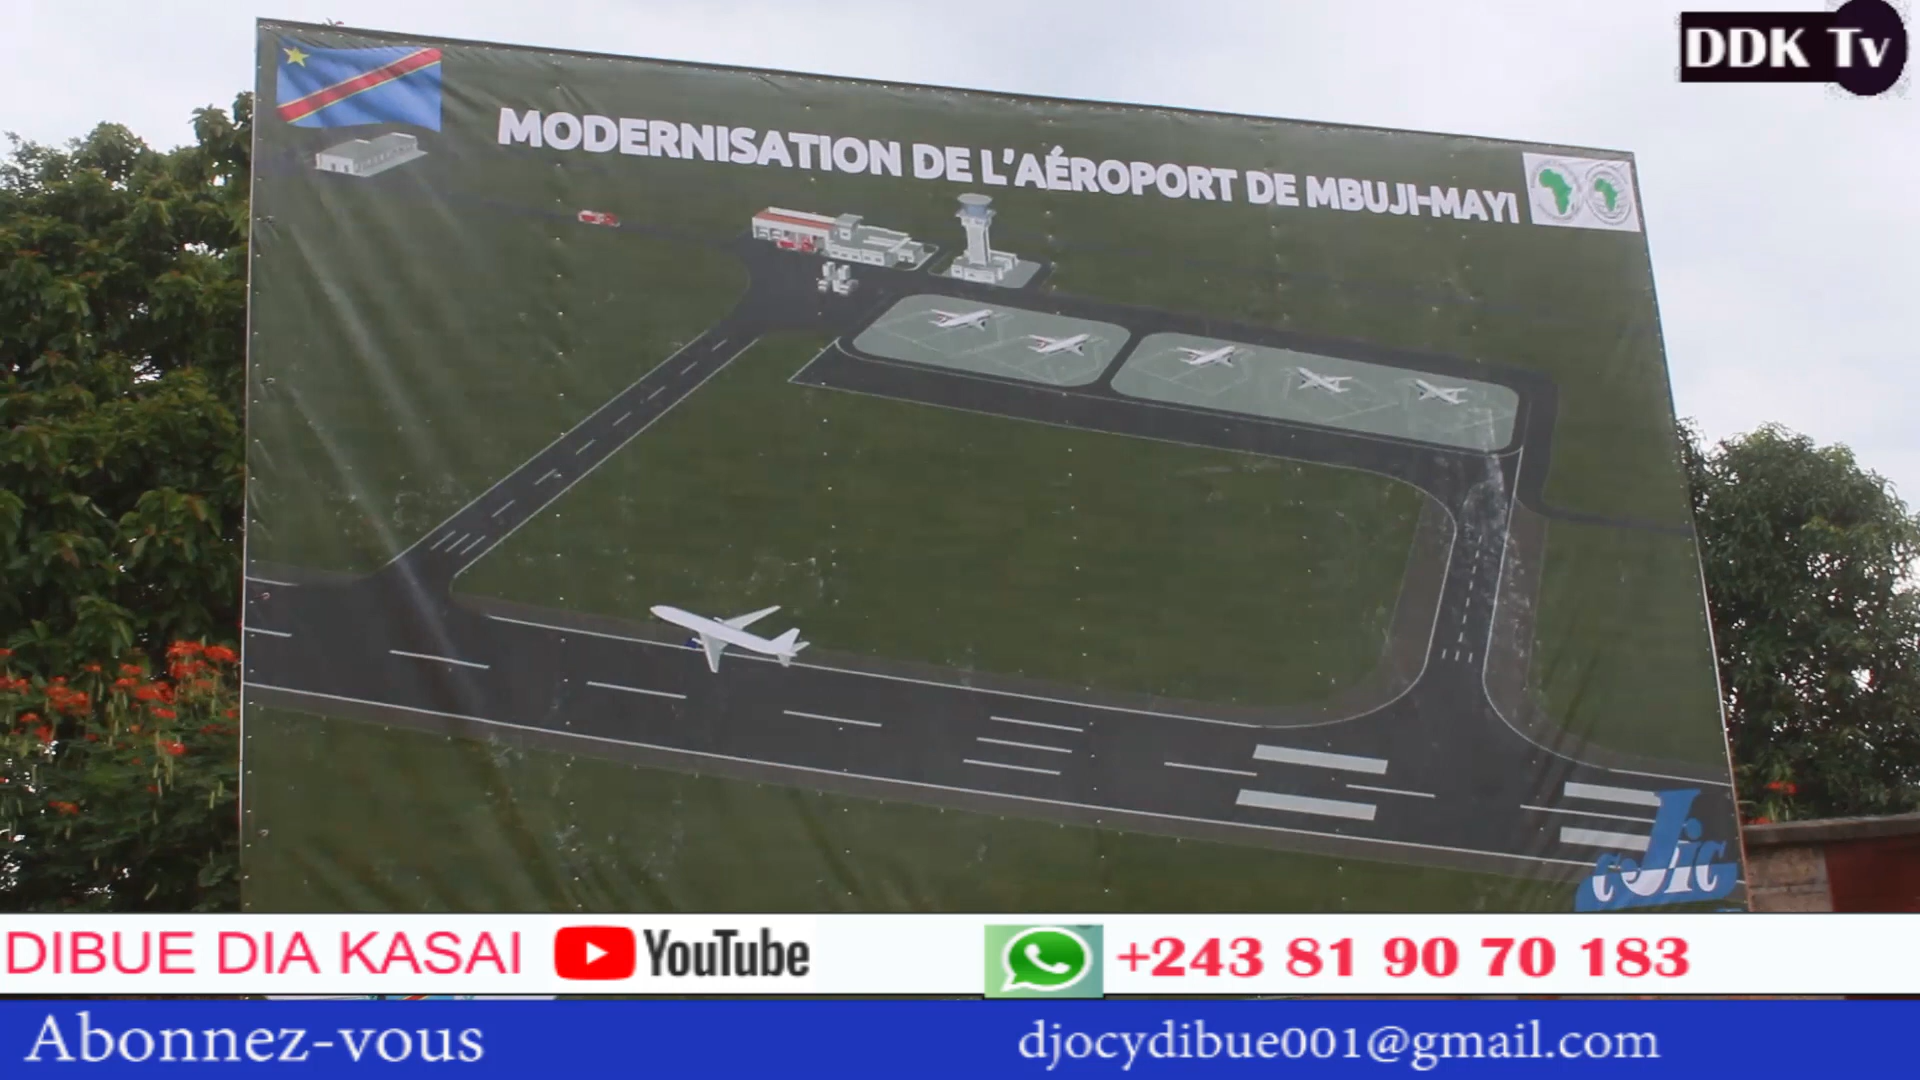 DDK Tv
MODERNISATION DE L'AÉROPORT DE MBUJI-MAYI
cJic
DIBUE DIA KASAI YouTube +243 81 90 70 183
Abonnez-vous djocydibue001@gmail.com